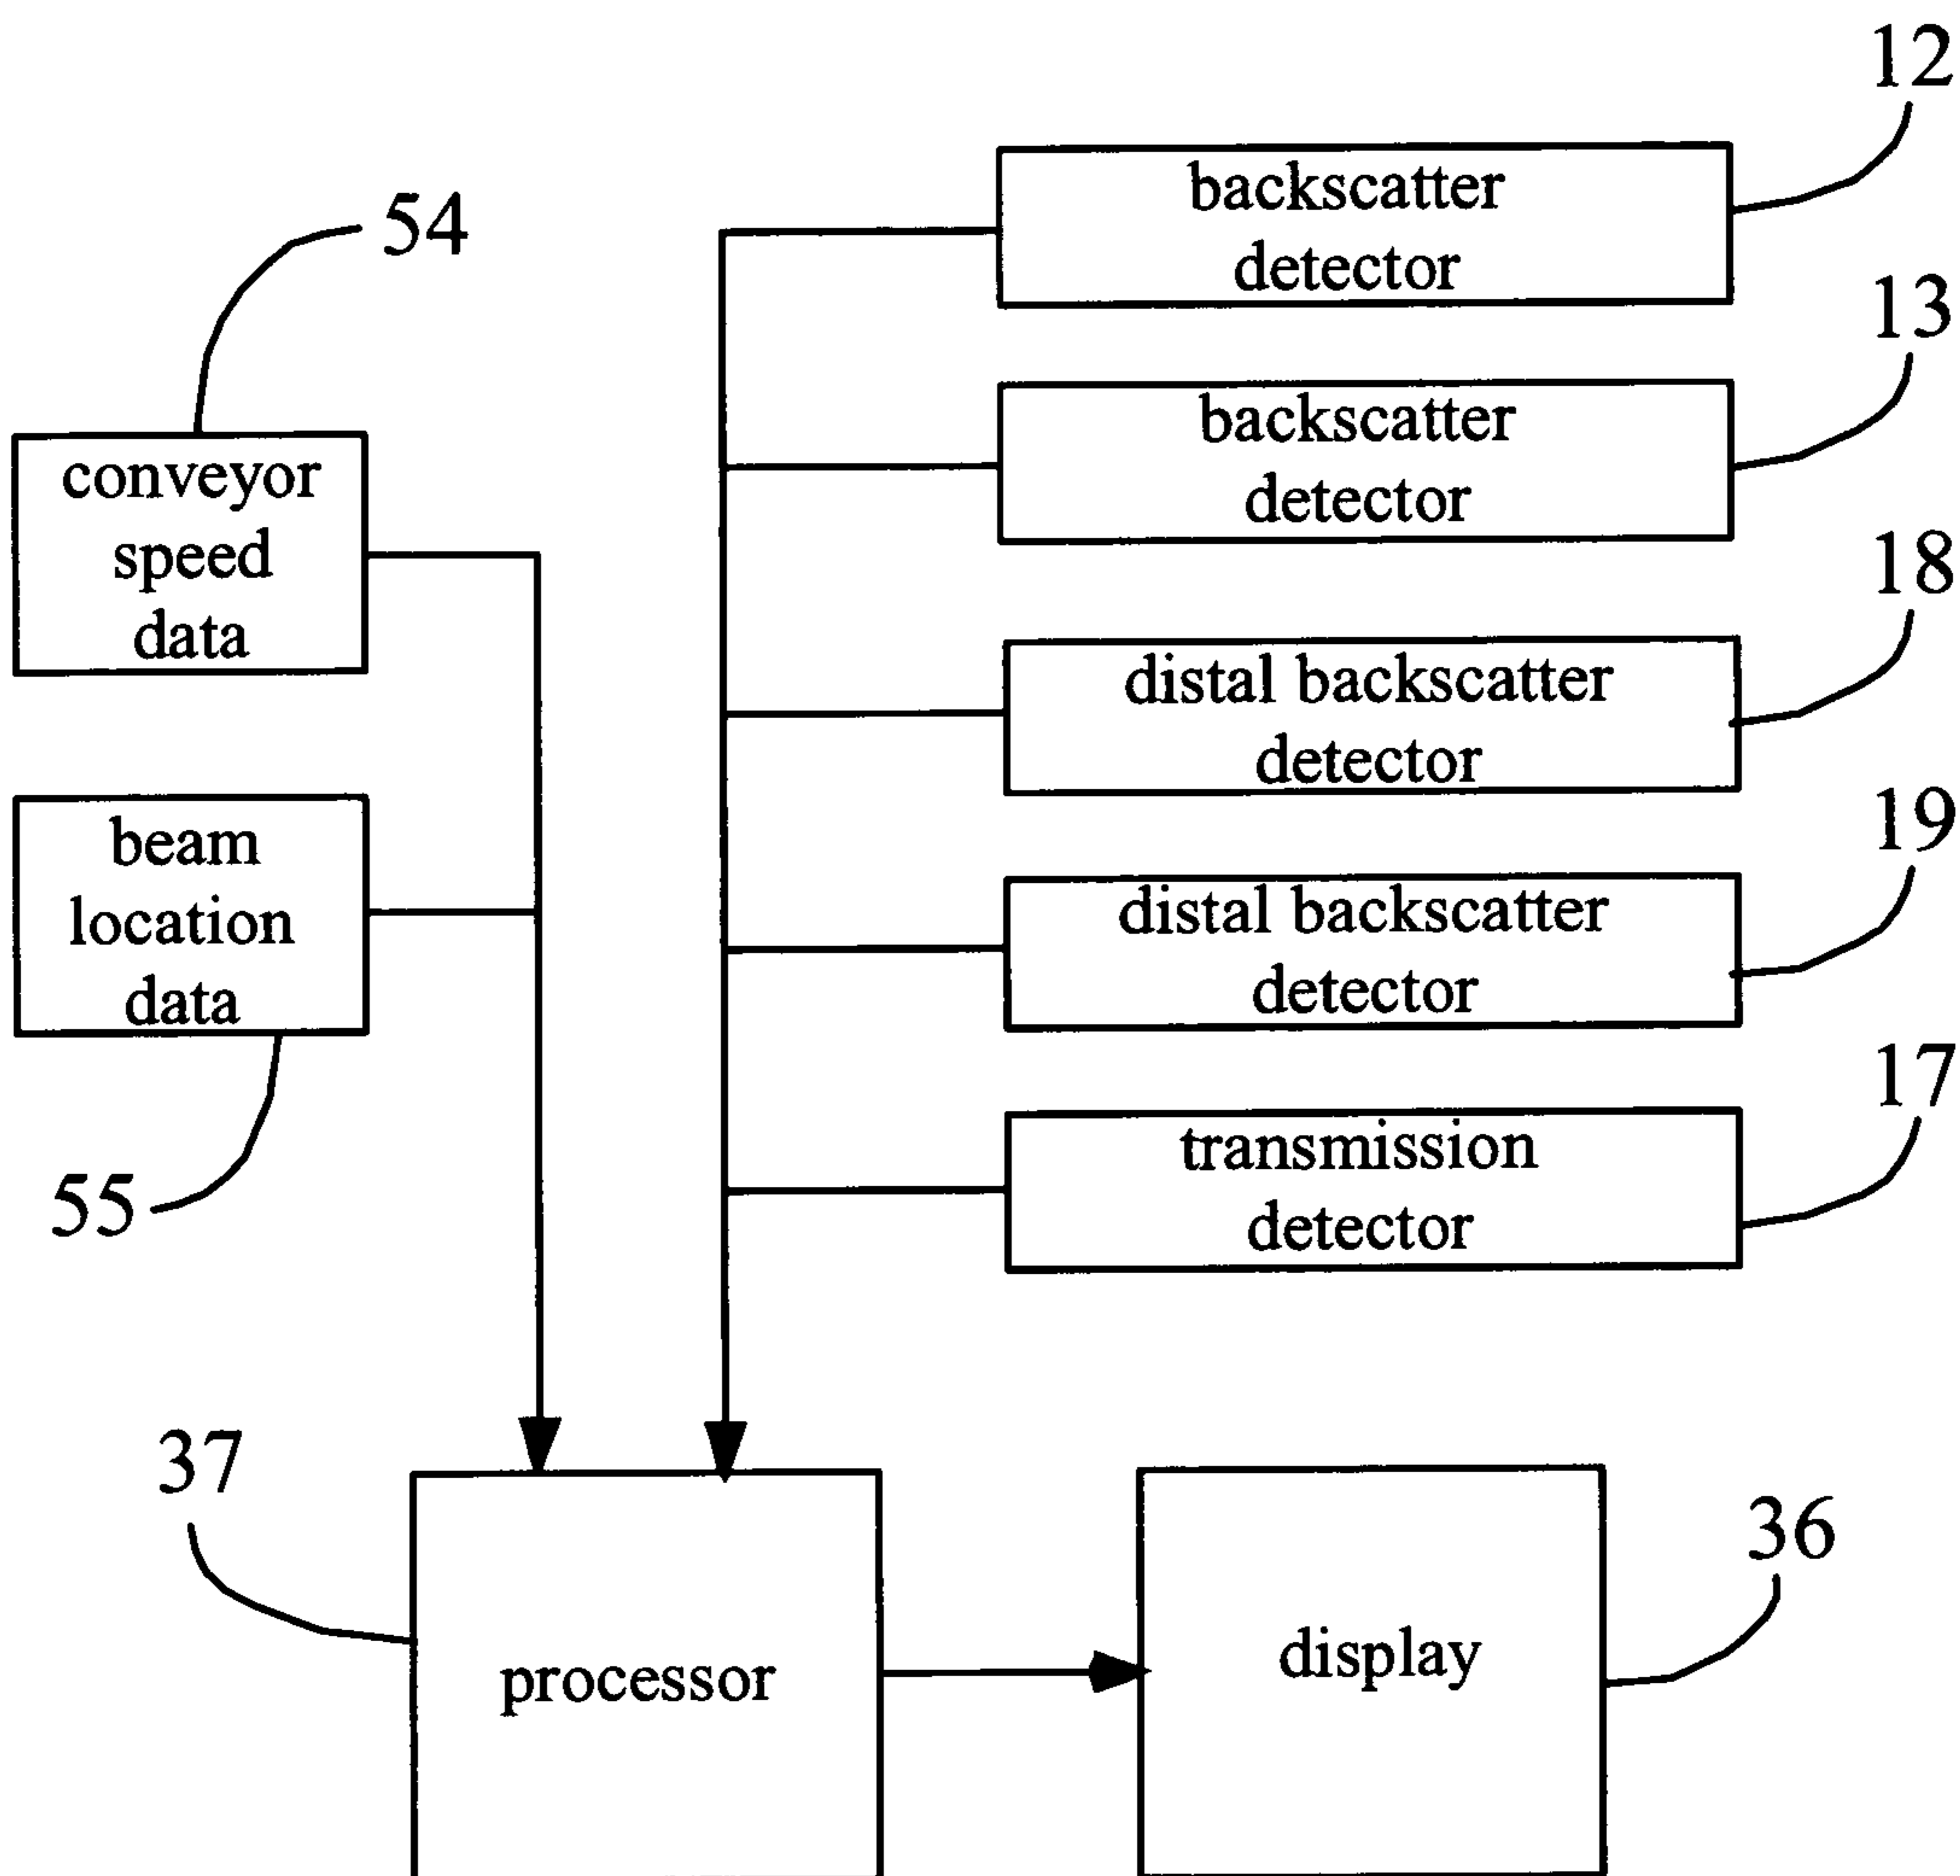 12
backscatter
detector
13
backscatter
detector
54
conveyor
speed
data
18
distal backscatter
detector
beam
location
data
19
distal backscatter
detector
55
17
transmission
detector
37
processor
36
display